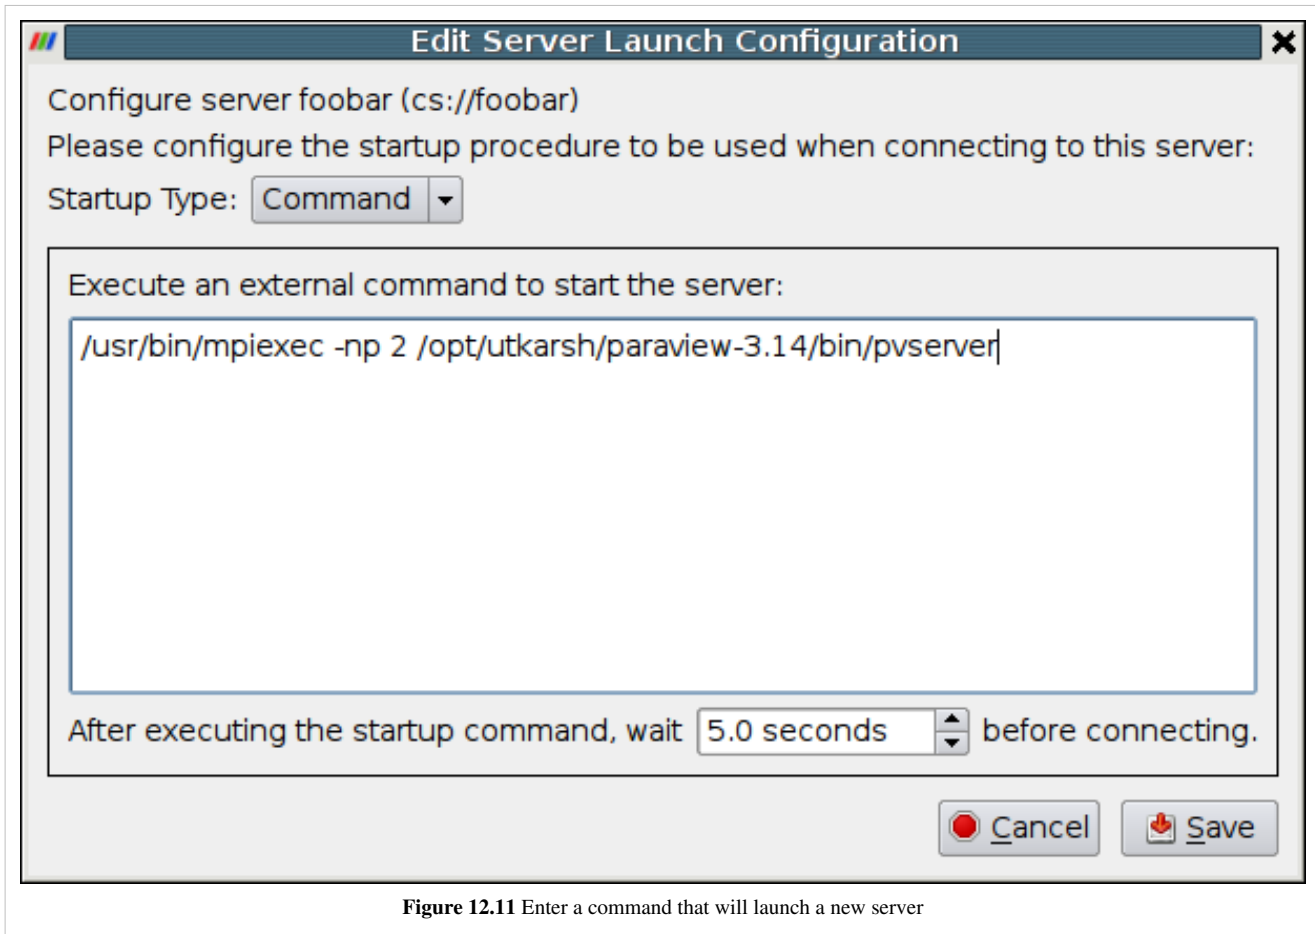 Edit Server Launch Configuration
Configure server foobar (cs://foobar)
Please configure the startup procedure to be used when connecting to this server:
Startup Type: Command
Execute an external command to start the server:
/usr/bin/mpiexec -np 2 /opt/utkarsh/paraview-3.14/bin/pvserver
After executing the startup command, wait 5.0 seconds before connecting.
Cancel Save
Figure 12.11 Enter a command that will launch a new server